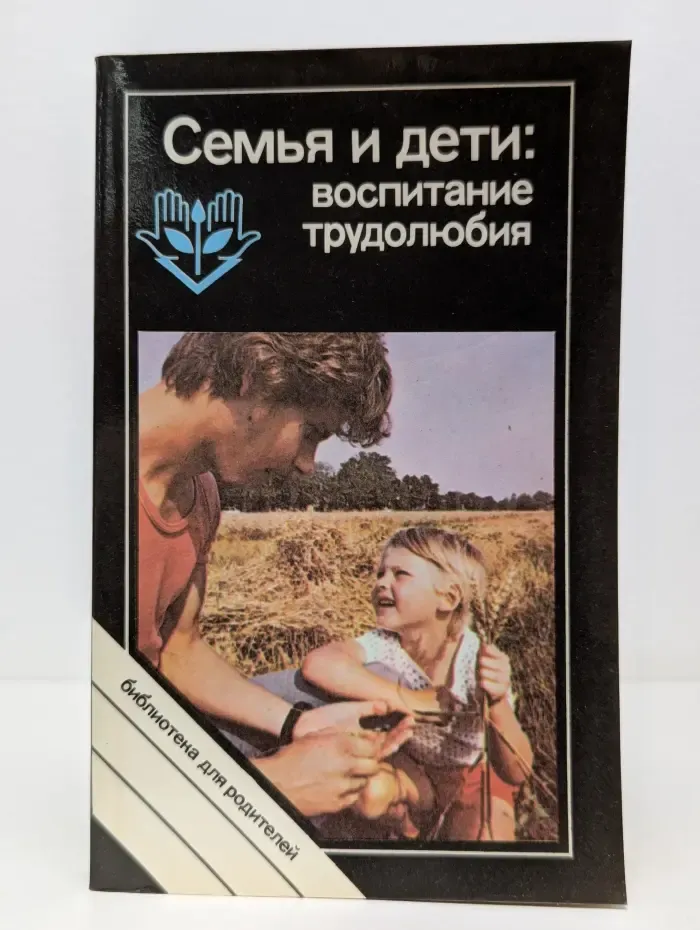 Семья и дети:
воспитание
трудолюбия
библиотека для родителей